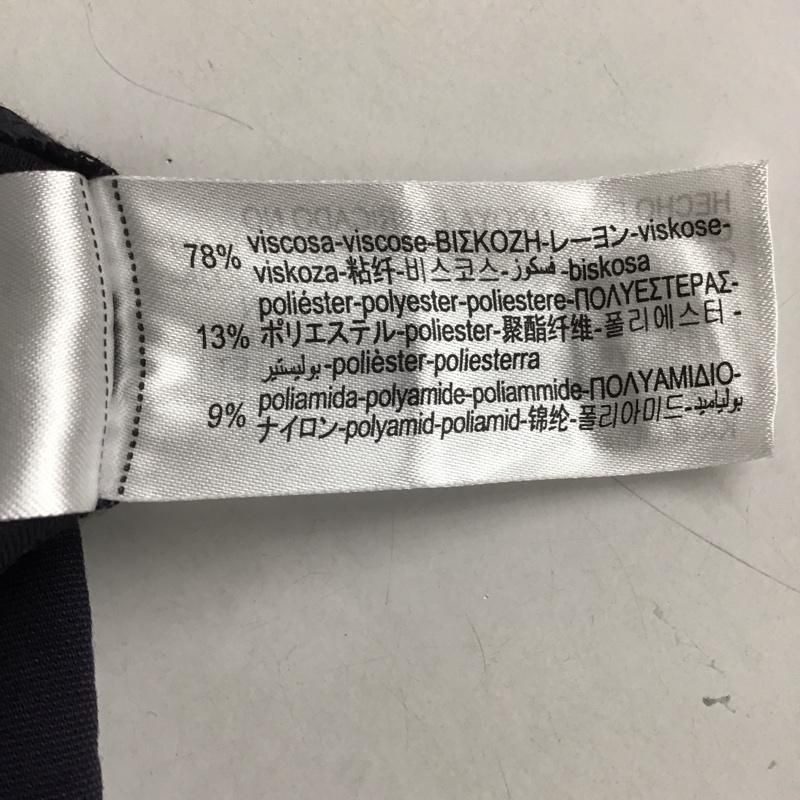 78% viscosa-viscose-ΒΙΣΚΟΖΗ-レーヨン-viskose-
viskoza-粘纤-비스코스-فسكوز-biskosa
poliéster-polyester-poliestere-ΠΟΛΥΕΣΤΕΡΑΣ-
13% ポリエステル-poliester-聚酯纤维-폴리에스터-
بوليستير-polièster-poliesterra
poliamida-polyamide-poliammide-ΠΟΛΥΑΜΙΔΙΟ-
9% ナイロン-polyamid-poliamid-锦纶-폴리아미드-بولياميد